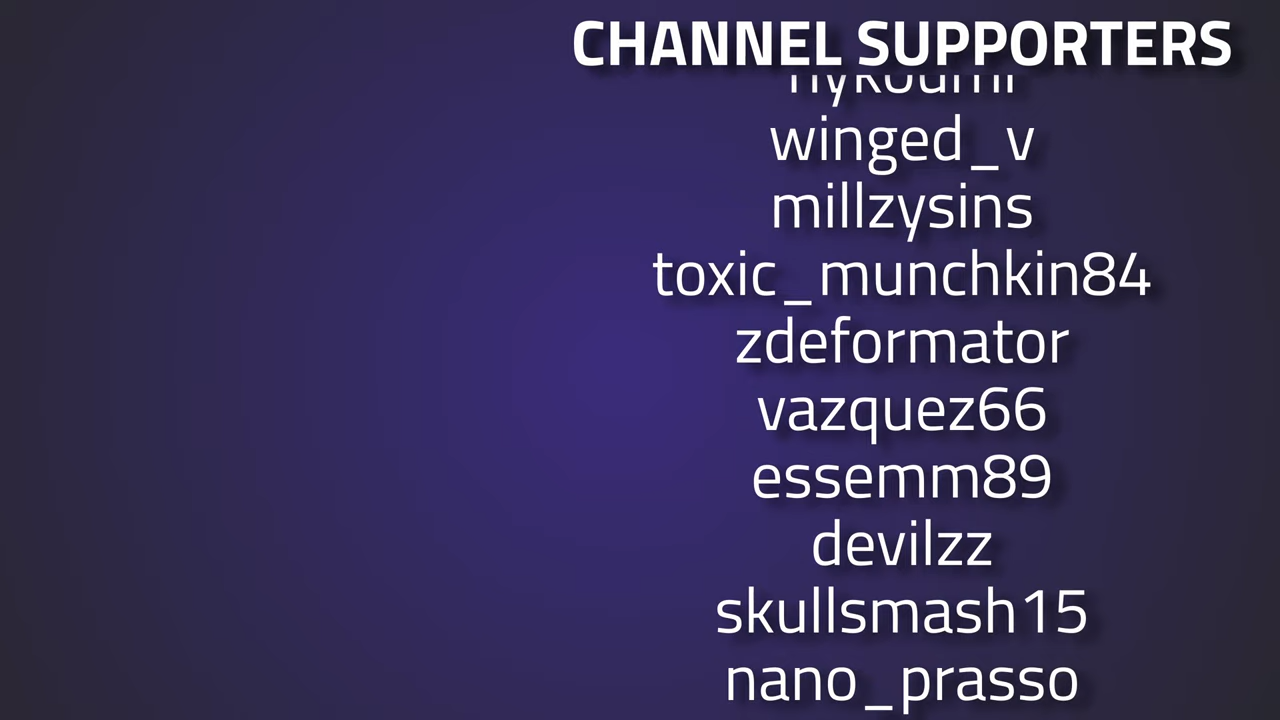 CHANNEL SUPPORTERS
winged_v
millzysins
toxic_munchkin84
zdeformator
vazquez66
essemm89
devilzz
skullsmash15
nano_prasso